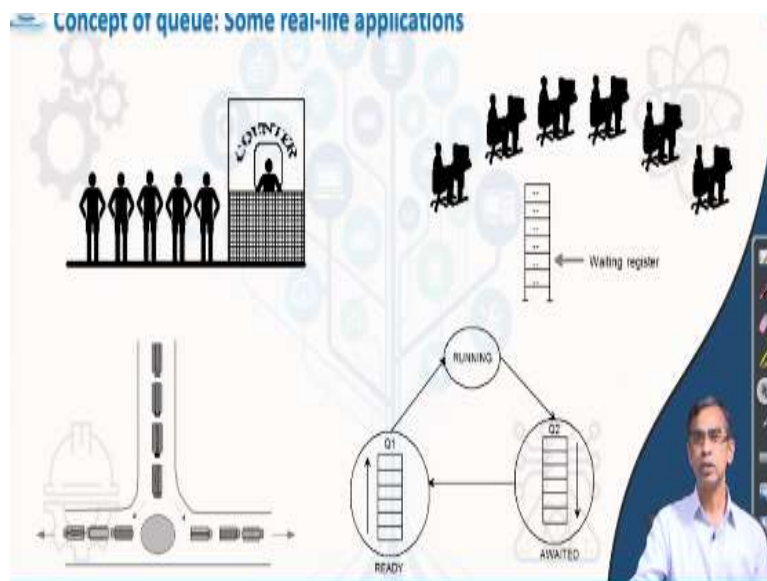 Concept of queue: Some real-life applications
COUNTER
Waiting register
RUNNING
Q1
Q2
READY
AWAITED